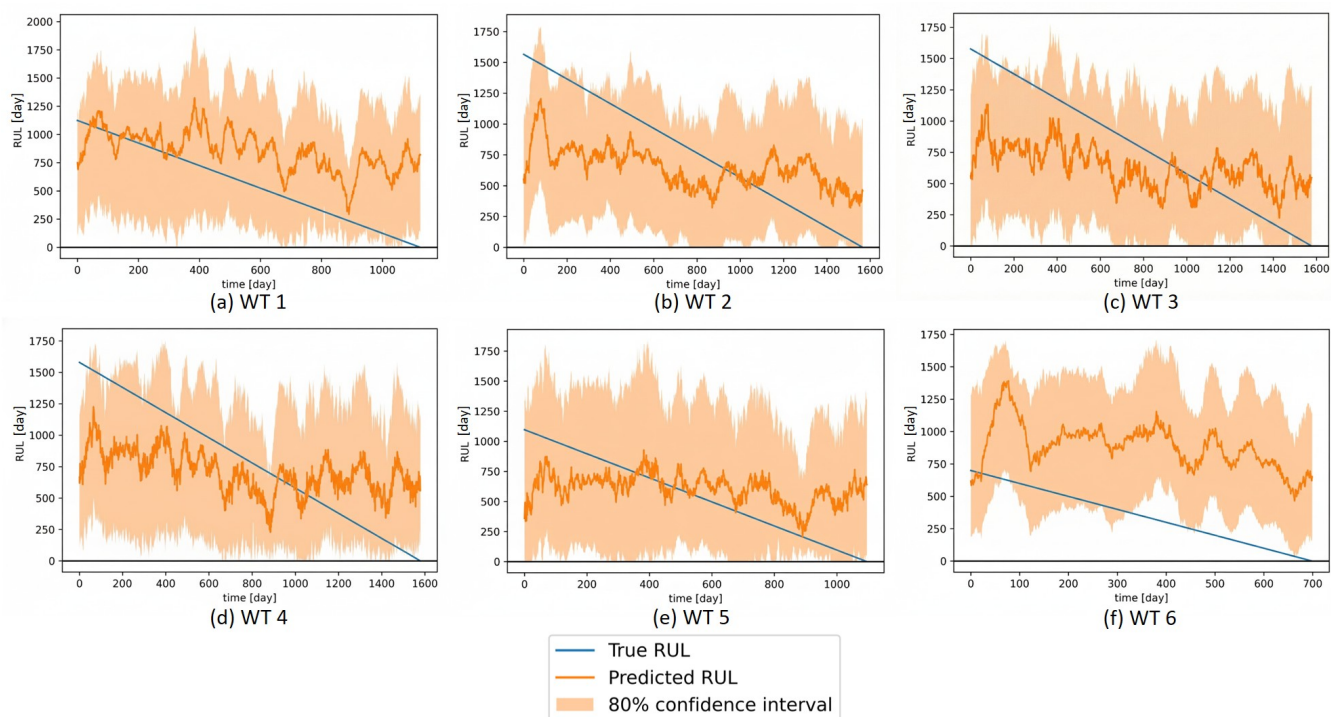 2000
1750
1500
1250
1000
750
500
250
0
RUL [day]
0 200 400 600 800 1000
time [day]
(a) WT 1
1750
1500
1250
1000
750
500
250
0
RUL [day]
0 200 400 600 800 1000 1200 1400 1600
time [day]
(b) WT 2
1750
1500
1250
1000
750
500
250
0
RUL [day]
0 200 400 600 800 1000 1200 1400 1600
time [day]
(c) WT 3
1750
1500
1250
1000
750
500
250
0
RUL [day]
0 200 400 600 800 1000 1200 1400 1600
time [day]
(d) WT 4
1750
1500
1250
1000
750
500
250
0
RUL [day]
0 200 400 600 800 1000
time [day]
(e) WT 5
1750
1500
1250
1000
750
500
250
0
RUL [day]
0 100 200 300 400 500 600 700
time [day]
(f) WT 6
True RUL
Predicted RUL
80% confidence interval